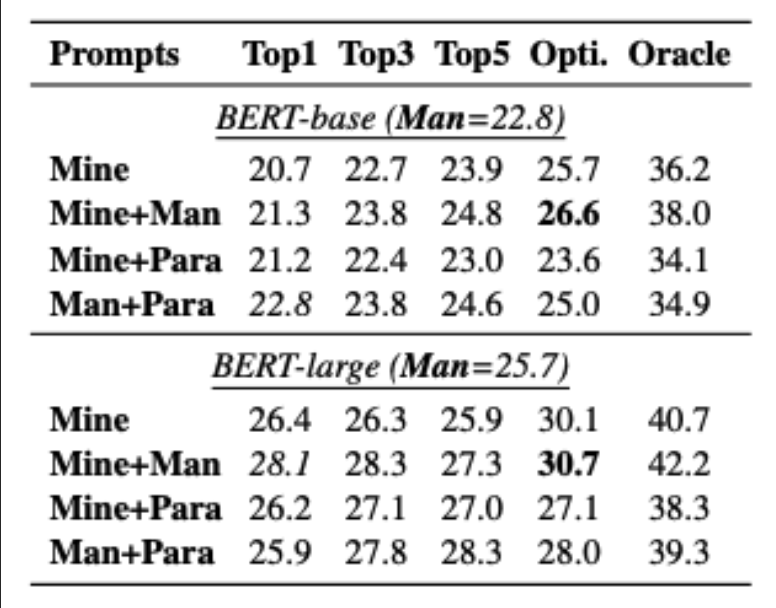 Prompts Top1 Top3 Top5 Opti. Oracle
BERT-base (Man=22.8)
Mine 20.7 22.7 23.9 25.7 36.2
Mine+Man 21.3 23.8 24.8 26.6 38.0
Mine+Para 21.2 22.4 23.0 23.6 34.1
Man+Para 22.8 23.8 24.6 25.0 34.9
BERT-large (Man=25.7)
Mine 26.4 26.3 25.9 30.1 40.7
Mine+Man 28.1 28.3 27.3 30.7 42.2
Mine+Para 26.2 27.1 27.0 27.1 38.3
Man+Para 25.9 27.8 28.3 28.0 39.3